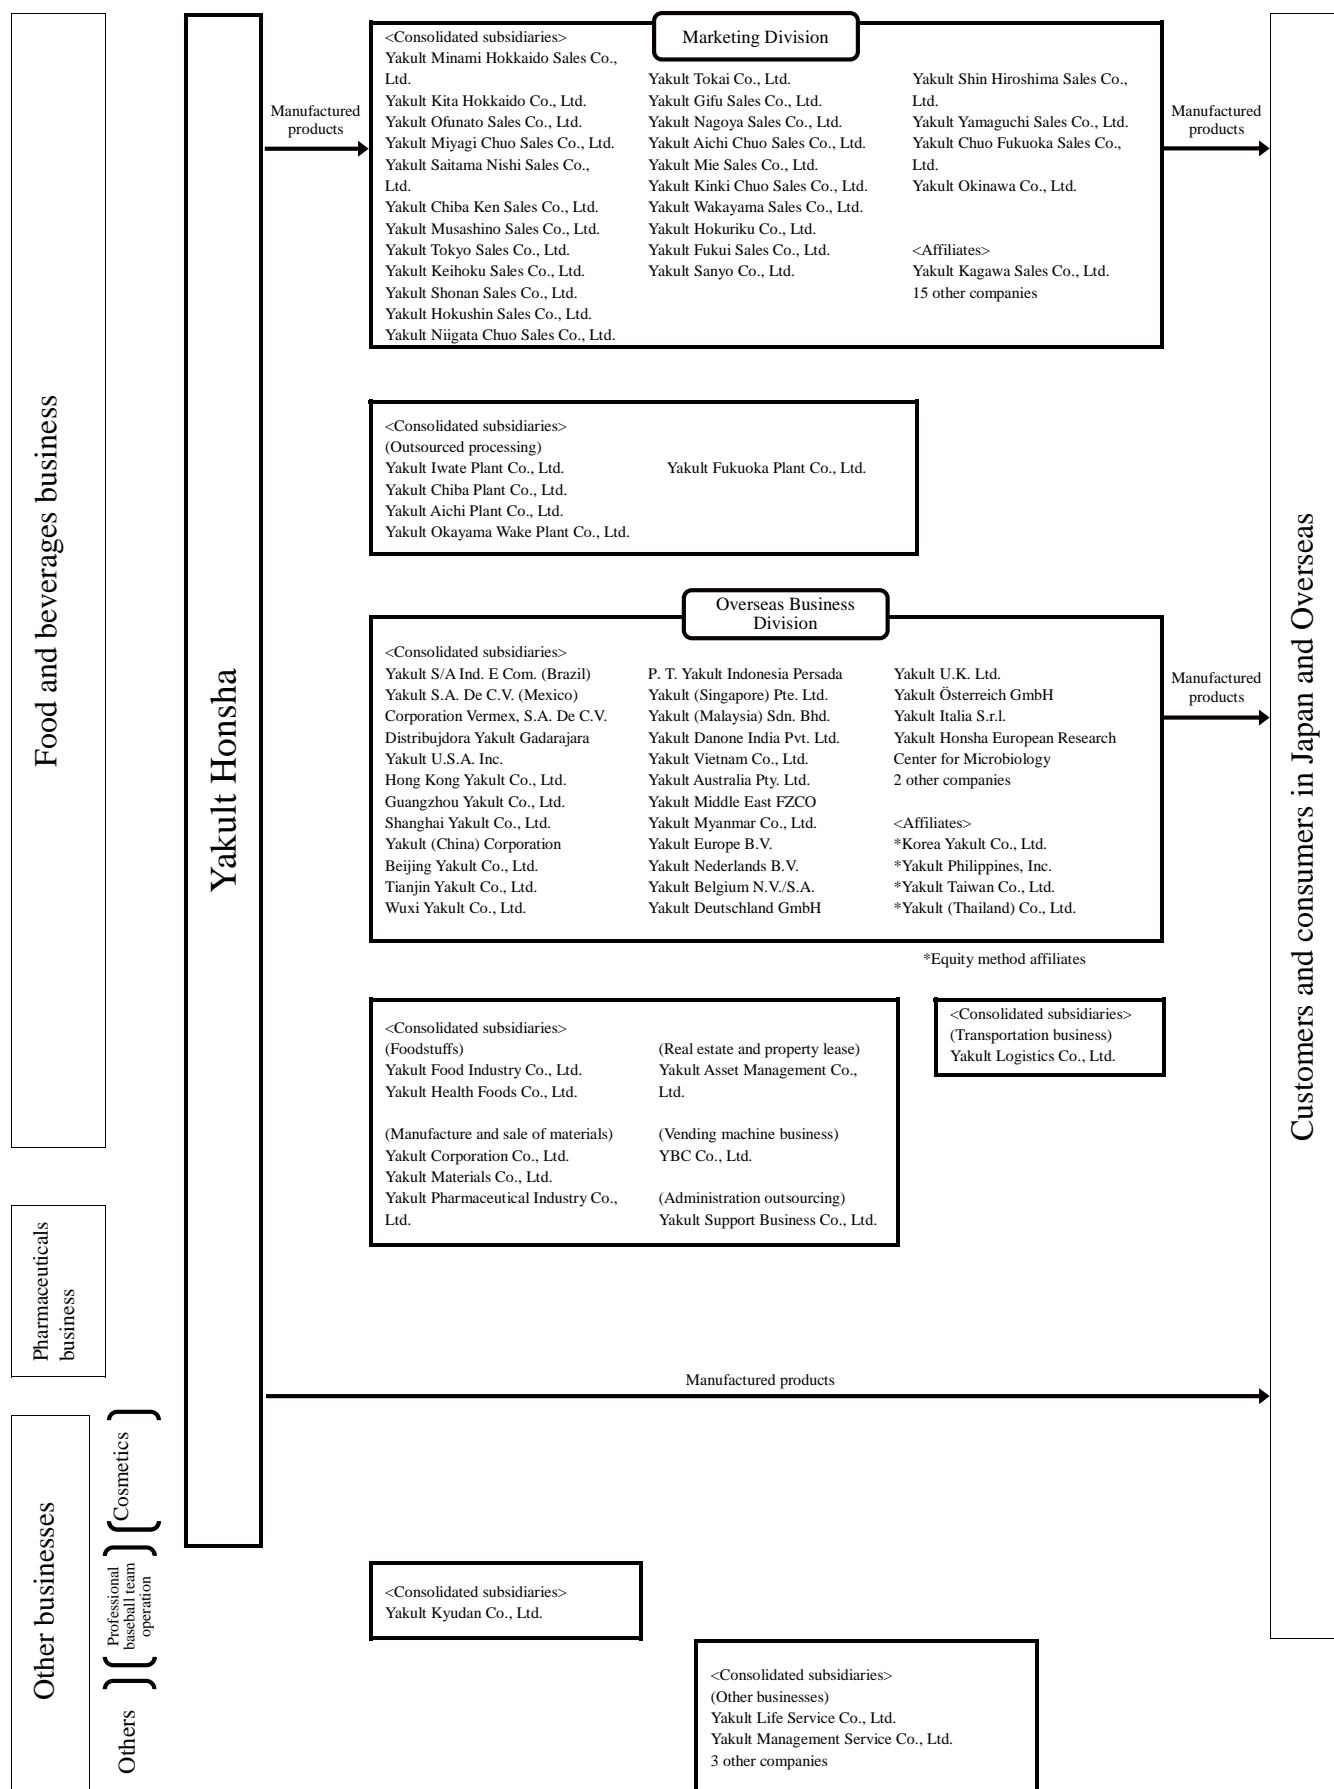 Food and beverages business
Pharmaceuticals
business
Other businesses
Cosmetics
Professional
baseball team
operation
Others
Yakult Honsha
Manufactured
products
Marketing Division
<Consolidated subsidiaries>
Yakult Minami Hokkaido Sales Co.,
Ltd.
Yakult Kita Hokkaido Co., Ltd.
Yakult Ofunato Sales Co., Ltd.
Yakult Miyagi Chuo Sales Co., Ltd.
Yakult Saitama Nishi Sales Co.,
Ltd.
Yakult Chiba Ken Sales Co., Ltd.
Yakult Musashino Sales Co., Ltd.
Yakult Tokyo Sales Co., Ltd.
Yakult Keihoku Sales Co., Ltd.
Yakult Shonan Sales Co., Ltd.
Yakult Hokushin Sales Co., Ltd.
Yakult Niigata Chuo Sales Co., Ltd.
Yakult Tokai Co., Ltd.
Yakult Gifu Sales Co., Ltd.
Yakult Nagoya Sales Co., Ltd.
Yakult Aichi Chuo Sales Co., Ltd.
Yakult Mie Sales Co., Ltd.
Yakult Kinki Chuo Sales Co., Ltd.
Yakult Wakayama Sales Co., Ltd.
Yakult Hokuriku Co., Ltd.
Yakult Fukui Sales Co., Ltd.
Yakult Sanyo Co., Ltd.
Yakult Shin Hiroshima Sales Co.,
Ltd.
Yakult Yamaguchi Sales Co., Ltd.
Yakult Chuo Fukuoka Sales Co.,
Ltd.
Yakult Okinawa Co., Ltd.
<Affiliates>
Yakult Kagawa Sales Co., Ltd.
15 other companies
Manufactured
products
<Consolidated subsidiaries>
(Outsourced processing)
Yakult Iwate Plant Co., Ltd.
Yakult Chiba Plant Co., Ltd.
Yakult Aichi Plant Co., Ltd.
Yakult Okayama Wake Plant Co., Ltd.
Yakult Fukuoka Plant Co., Ltd.
Overseas Business
Division
<Consolidated subsidiaries>
Yakult S/A Ind. E Com. (Brazil)
Yakult S.A. De C.V. (Mexico)
Corporation Vermex, S.A. De C.V.
Distribujdora Yakult Gadarajara
Yakult U.S.A. Inc.
Hong Kong Yakult Co., Ltd.
Guangzhou Yakult Co., Ltd.
Shanghai Yakult Co., Ltd.
Yakult (China) Corporation
Beijing Yakult Co., Ltd.
Tianjin Yakult Co., Ltd.
Wuxi Yakult Co., Ltd.
P. T. Yakult Indonesia Persada
Yakult (Singapore) Pte. Ltd.
Yakult (Malaysia) Sdn. Bhd.
Yakult Danone India Pvt. Ltd.
Yakult Vietnam Co., Ltd.
Yakult Australia Pty. Ltd.
Yakult Middle East FZCO
Yakult Myanmar Co., Ltd.
Yakult Europe B.V.
Yakult Nederlands B.V.
Yakult Belgium N.V./S.A.
Yakult Deutschland GmbH
Yakult U.K. Ltd.
Yakult Österreich GmbH
Yakult Italia S.r.l.
Yakult Honsha European Research
Center for Microbiology
2 other companies
<Affiliates>
*Korea Yakult Co., Ltd.
*Yakult Philippines, Inc.
*Yakult Taiwan Co., Ltd.
*Yakult (Thailand) Co., Ltd.
Manufactured
products
*Equity method affiliates
<Consolidated subsidiaries>
(Foodstuffs)
Yakult Food Industry Co., Ltd.
Yakult Health Foods Co., Ltd.
(Manufacture and sale of materials)
Yakult Corporation Co., Ltd.
Yakult Materials Co., Ltd.
Yakult Pharmaceutical Industry Co.,
Ltd.
(Real estate and property lease)
Yakult Asset Management Co.,
Ltd.
(Vending machine business)
YBC Co., Ltd.
(Administration outsourcing)
Yakult Support Business Co., Ltd.
<Consolidated subsidiaries>
(Transportation business)
Yakult Logistics Co., Ltd.
Manufactured products
<Consolidated subsidiaries>
Yakult Kyudan Co., Ltd.
<Consolidated subsidiaries>
(Other businesses)
Yakult Life Service Co., Ltd.
Yakult Management Service Co., Ltd.
3 other companies
Customers and consumers in Japan and Overseas